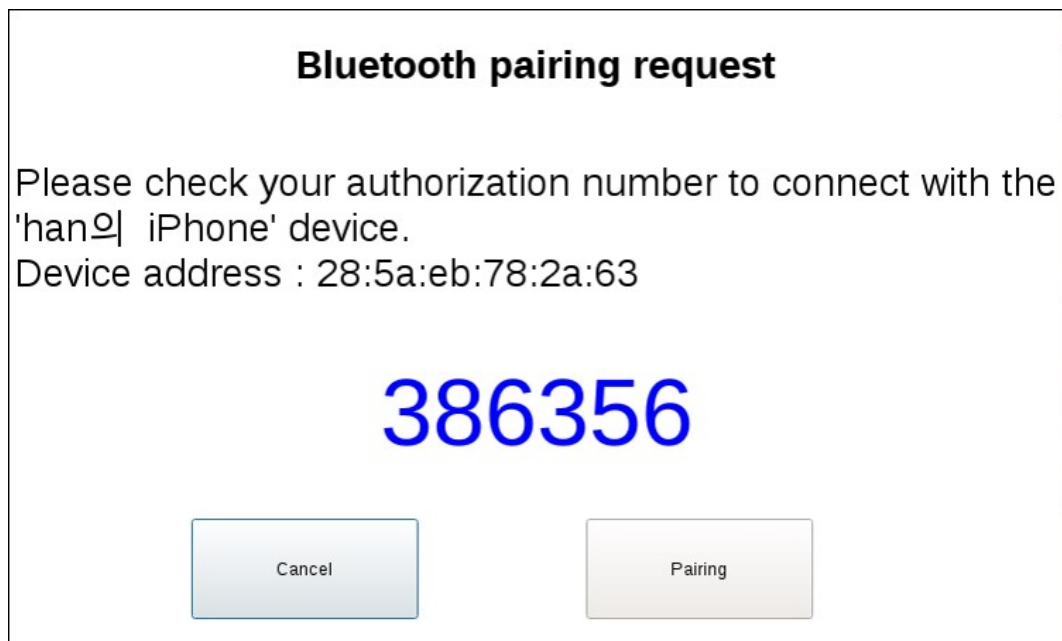 Bluetooth pairing request
Please check your authorization number to connect with the
'han의 iPhone' device.
Device address : 28:5a:eb:78:2a:63
386356
Cancel
Pairing